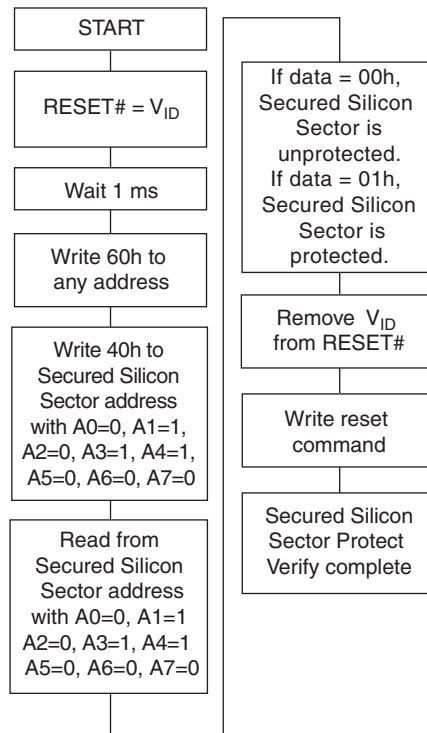 START
RESET# = VID
Wait 1 ms
Write 60h to
any address
Write 40h to
Secured Silicon
Sector address
with A0=0, A1=1,
A2=0, A3=1, A4=1,
A5=0, A6=0, A7=0
Read from
Secured Silicon
Sector address
with A0=0, A1=1
A2=0, A3=1, A4=1
A5=0, A6=0, A7=0
If data = 00h,
Secured Silicon
Sector is
unprotected.
If data = 01h,
Secured Silicon
Sector is
protected.
Remove VID
from RESET#
Write reset
command
Secured Silicon
Sector Protect
Verify complete